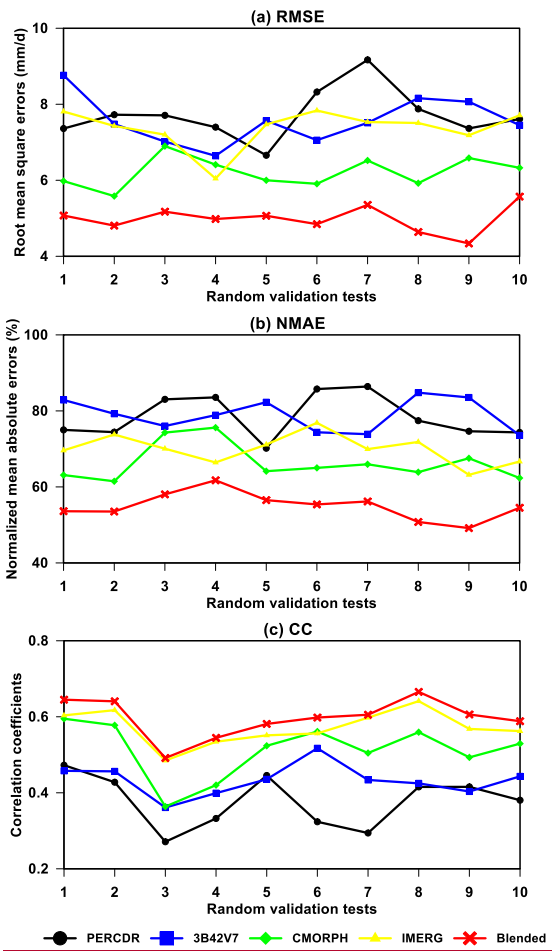 (a) RMSE
Root mean square errors (mm/d)
10
8
6
4
1 2 3 4 5 6 7 8 9 10
Random validation tests
(b) NMAE
Normalized mean absolute errors (%)
100
80
60
40
1 2 3 4 5 6 7 8 9 10
Random validation tests
(c) CC
Correlation coefficients
0.8
0.6
0.4
0.2
1 2 3 4 5 6 7 8 9 10
Random validation tests
PERCDR 3B42V7 CMORPH IMERG Blended